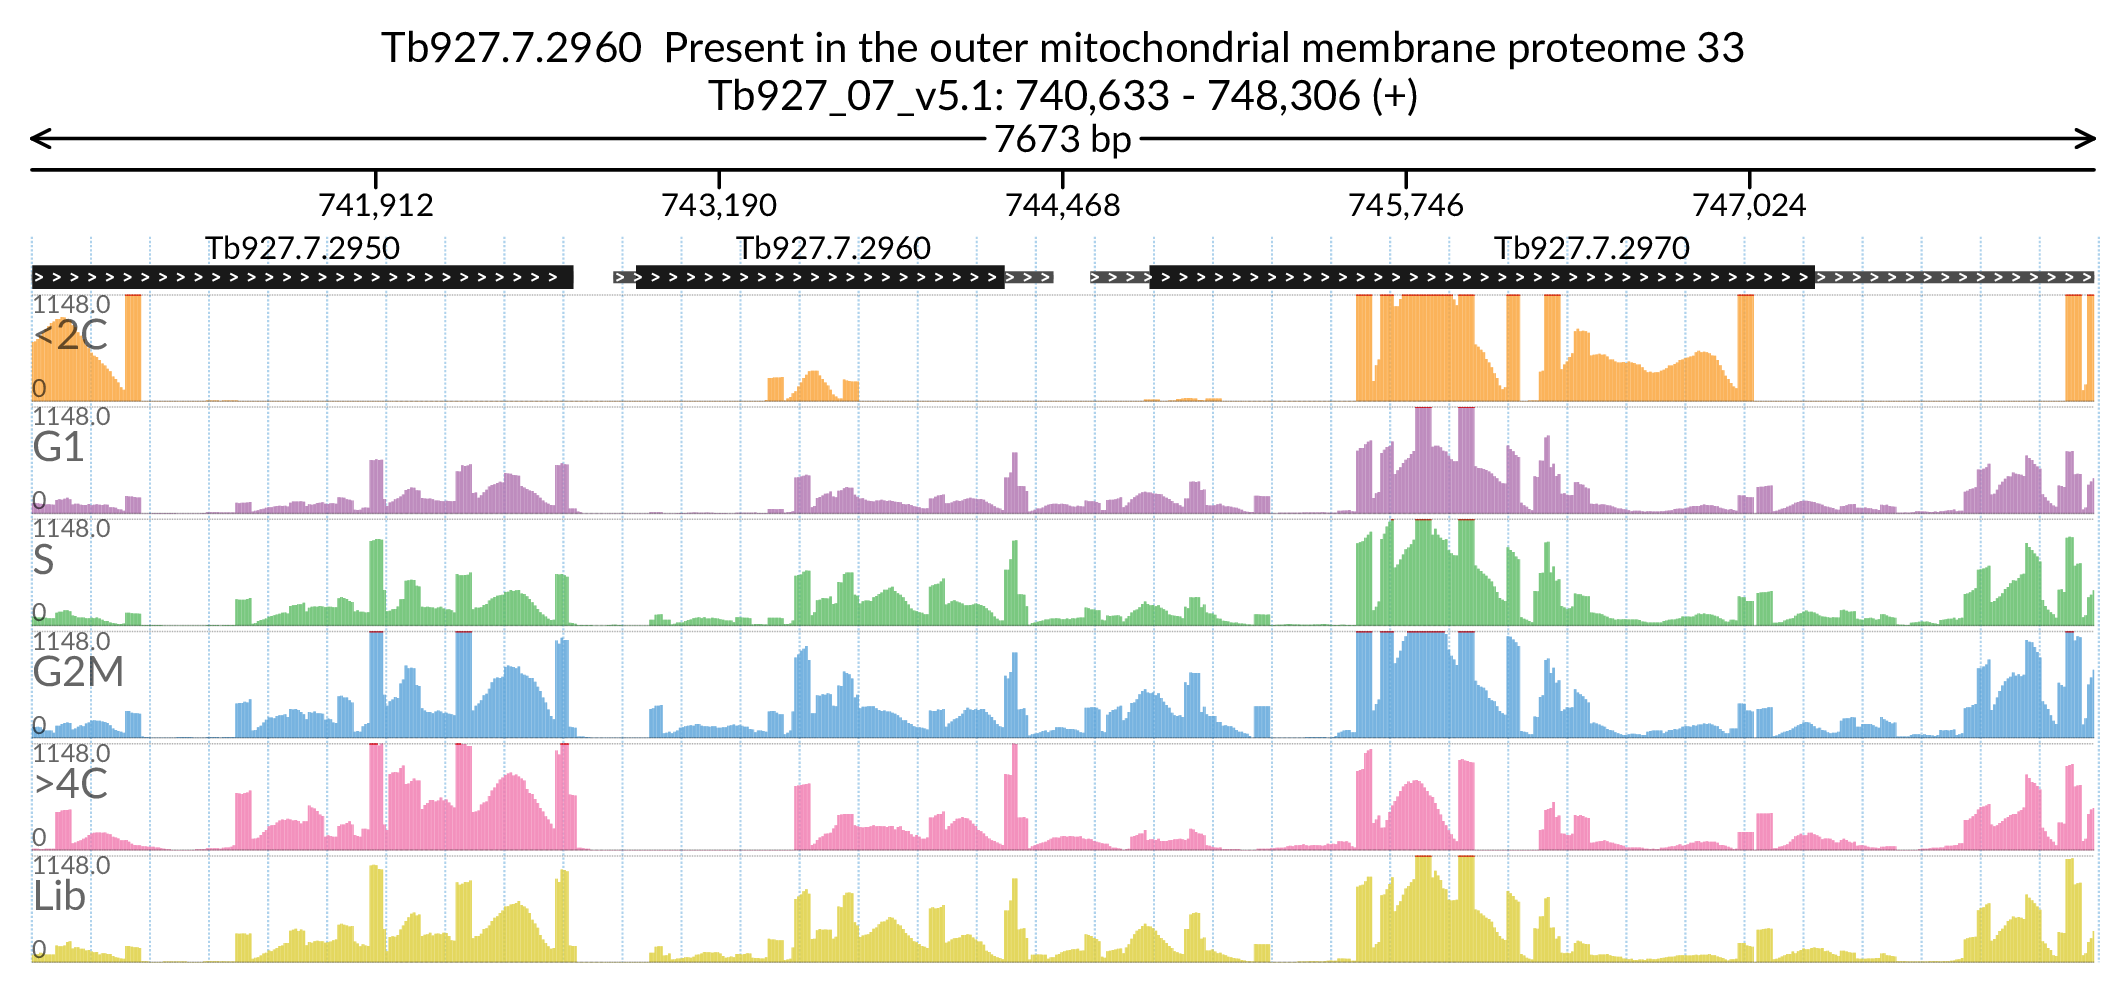 Tb927.7.2960  Present in the outer mitochondrial membrane proteome 33
Tb927_07_v5.1: 740,633 - 748,306 (+)
7673 bp
741,912 743,190 744,468 745,746 747,024
Tb927.7.2950 Tb927.7.2960 Tb927.7.2970
1148.0
<2C
0
1148.0
G1
0
1148.0
S
0
1148.0
G2M
0
1148.0
>4C
0
1148.0
Lib
0